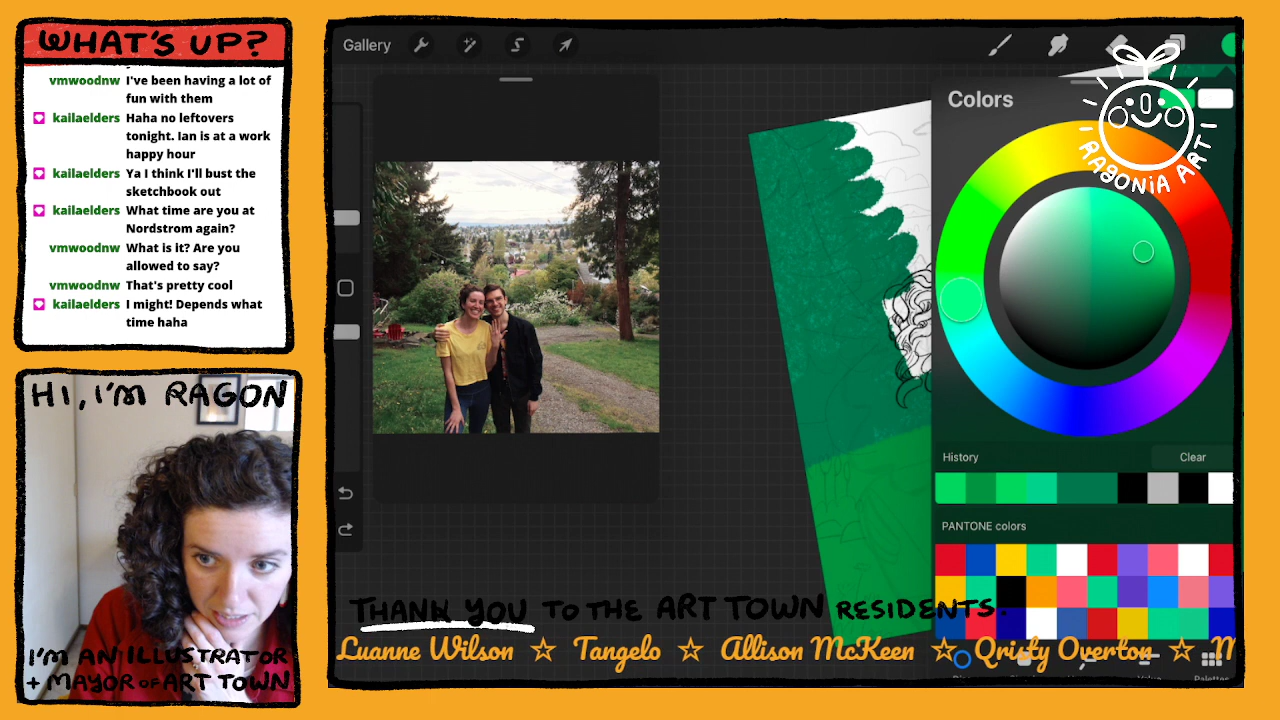 WHAT'S UP?
vmwoodnw I've been having a lot of
fun with them
kailaelders Haha no leftovers
tonight. Ian is at a work
happy hour
kailaelders Ya I think I'll bust the
sketchbook out
kailaelders What time are you at
Nordstrom again?
vmwoodnw What is it? Are you
allowed to say?
vmwoodnw That's pretty cool
kailaelders I might! Depends what
time haha
HI, I'M RAGON
I'M AN ILLUSTRATOR
+ MAYOR OF ART TOWN
Gallery
Colors
RAGONIA ART
History
Clear
PANTONE colors
THANK YOU TO THE ART TOWN RESIDENTS.
Luanne Wilson ☆ Tangelo ☆ Allison McKeen ☆ Qristy Overton ☆